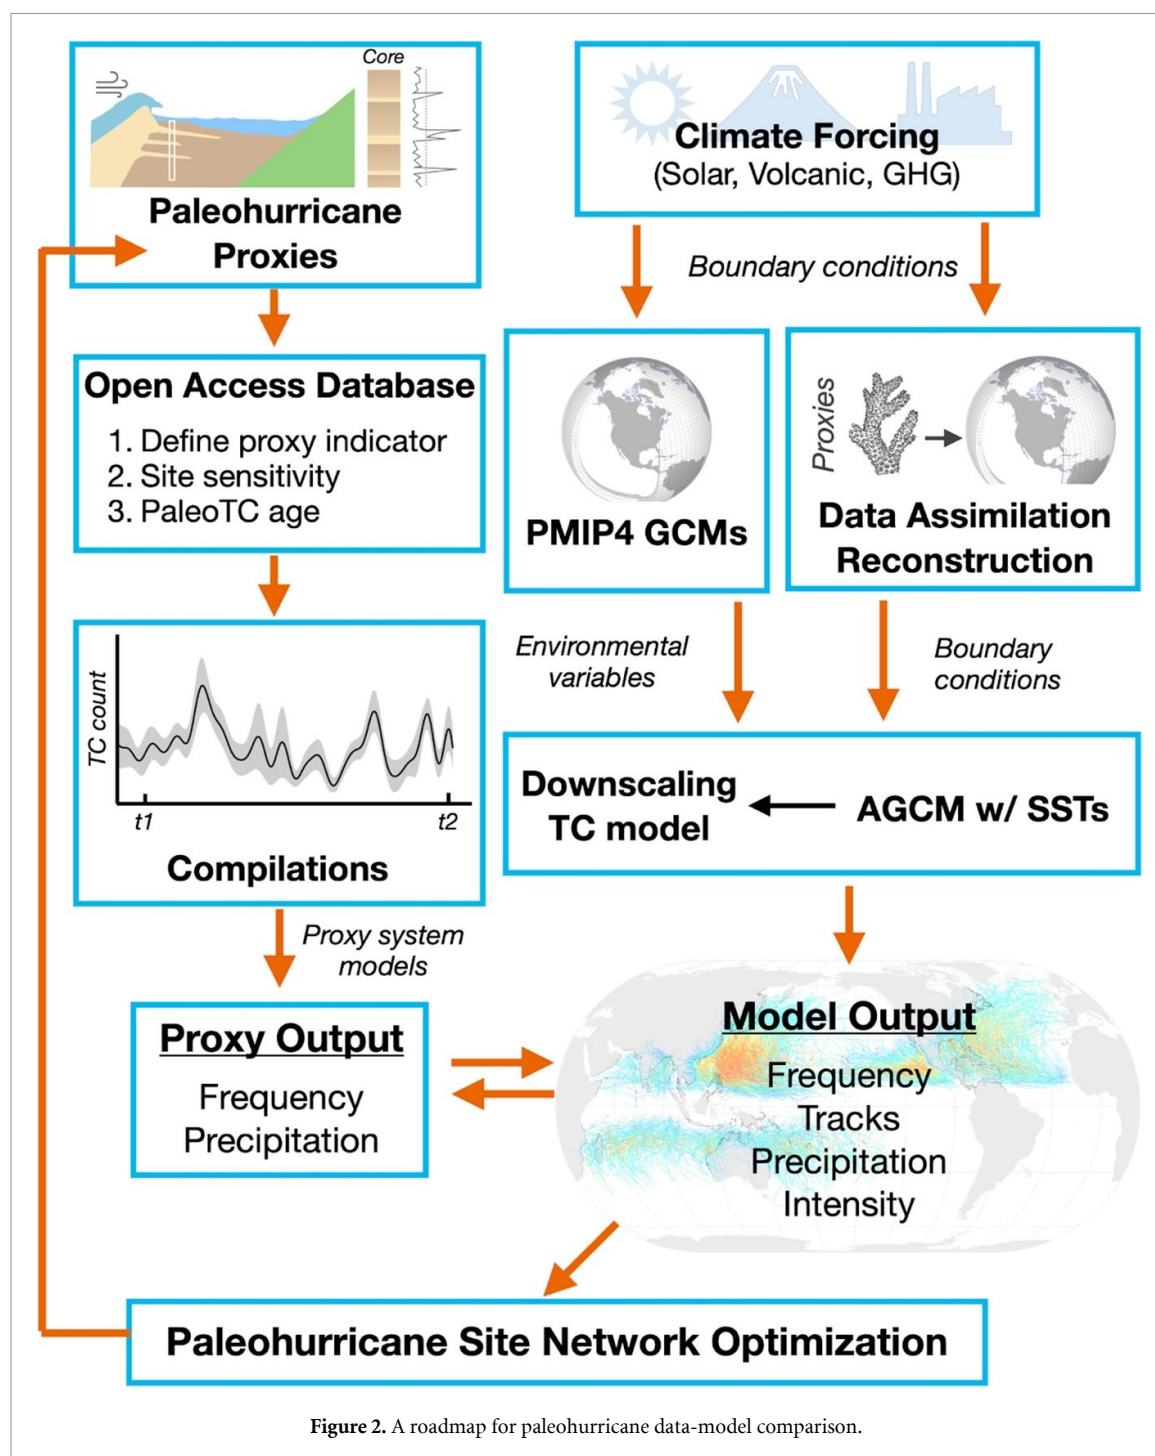 Core
Paleohurricane
Proxies
Climate Forcing
(Solar, Volcanic, GHG)
Boundary conditions
Open Access Database
1. Define proxy indicator
2. Site sensitivity
3. PaleoTC age
PMIP4 GCMs
Proxies
Data Assimilation
Reconstruction
Environmental
variables
Boundary
conditions
TC count
t1
t2
Compilations
Downscaling
TC model
AGCM w/ SSTs
Proxy system
models
Proxy Output
Frequency
Precipitation
Model Output
Frequency
Tracks
Precipitation
Intensity
Paleohurricane Site Network Optimization
Figure 2. A roadmap for paleohurricane data-model comparison.